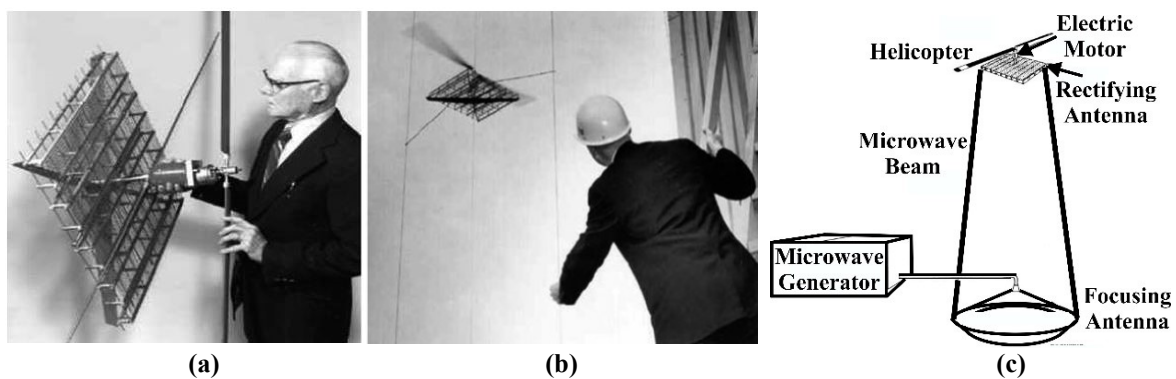 Electric
Motor
Helicopter
Rectifying
Antenna
Microwave
Beam
Microwave
Generator
Focusing
Antenna
(a)
(b)
(c)